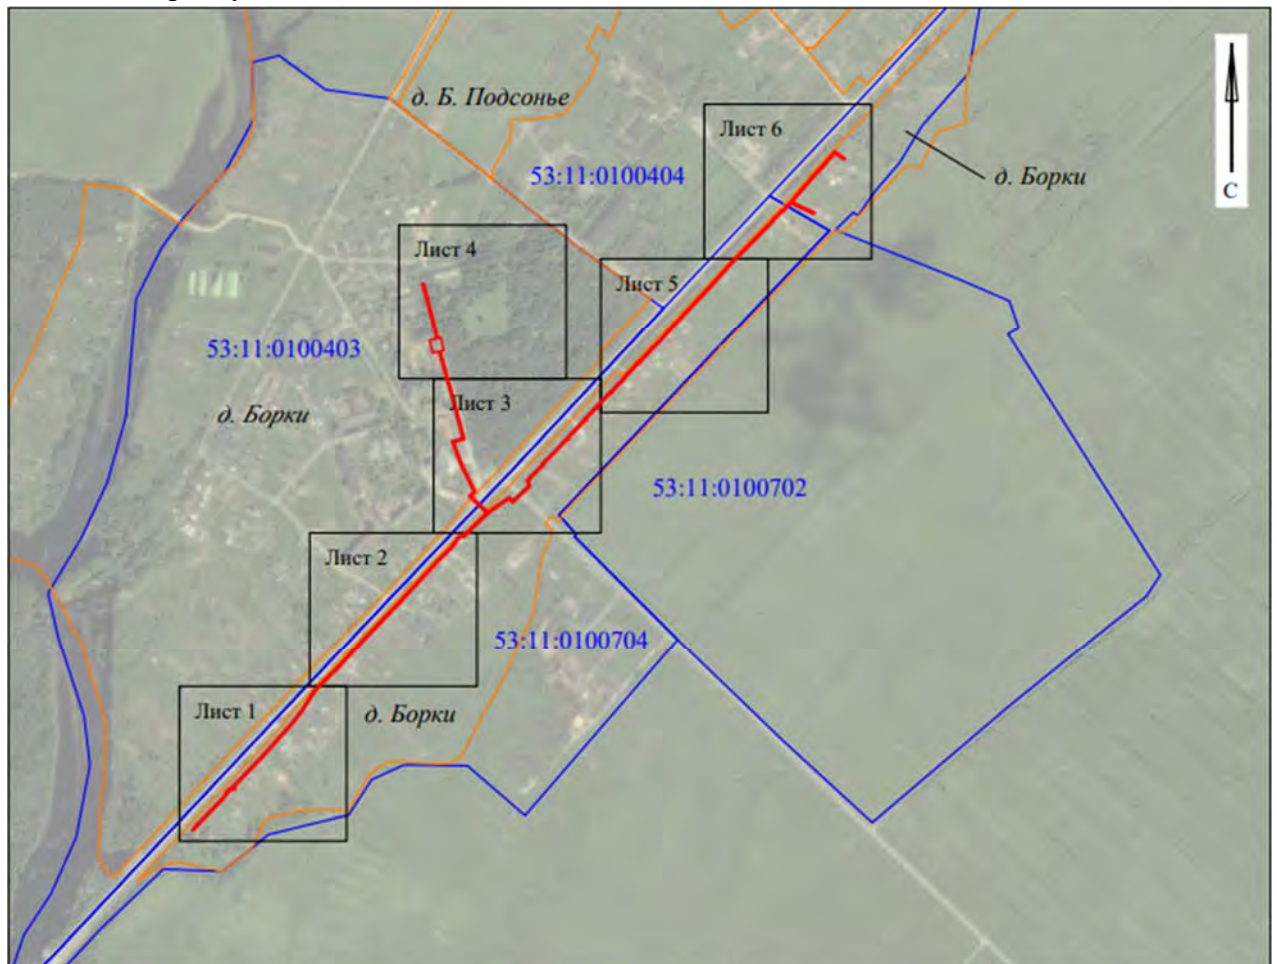 д. Б. Подсонье
Лист 6
53:11:0100404
д. Борки
С
Лист 4
Лист 5
53:11:0100403
д. Борки
Лист 3
53:11:0100702
Лист 2
53:11:0100704
Лист 1
д. Борки